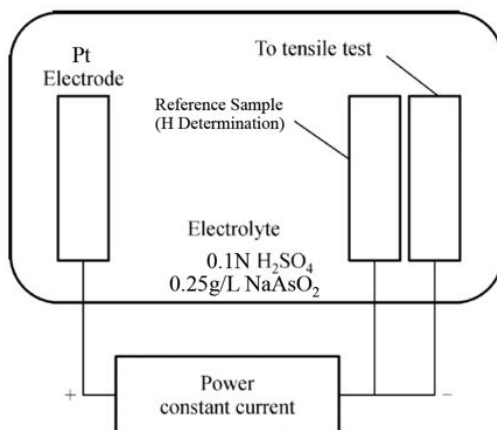 Pt
Electrode
To tensile test
Reference Sample
(H Determination)
Electrolyte
0.1N H₂SO₄
0.25g/L NaAsO₂
+
Power
constant current
−